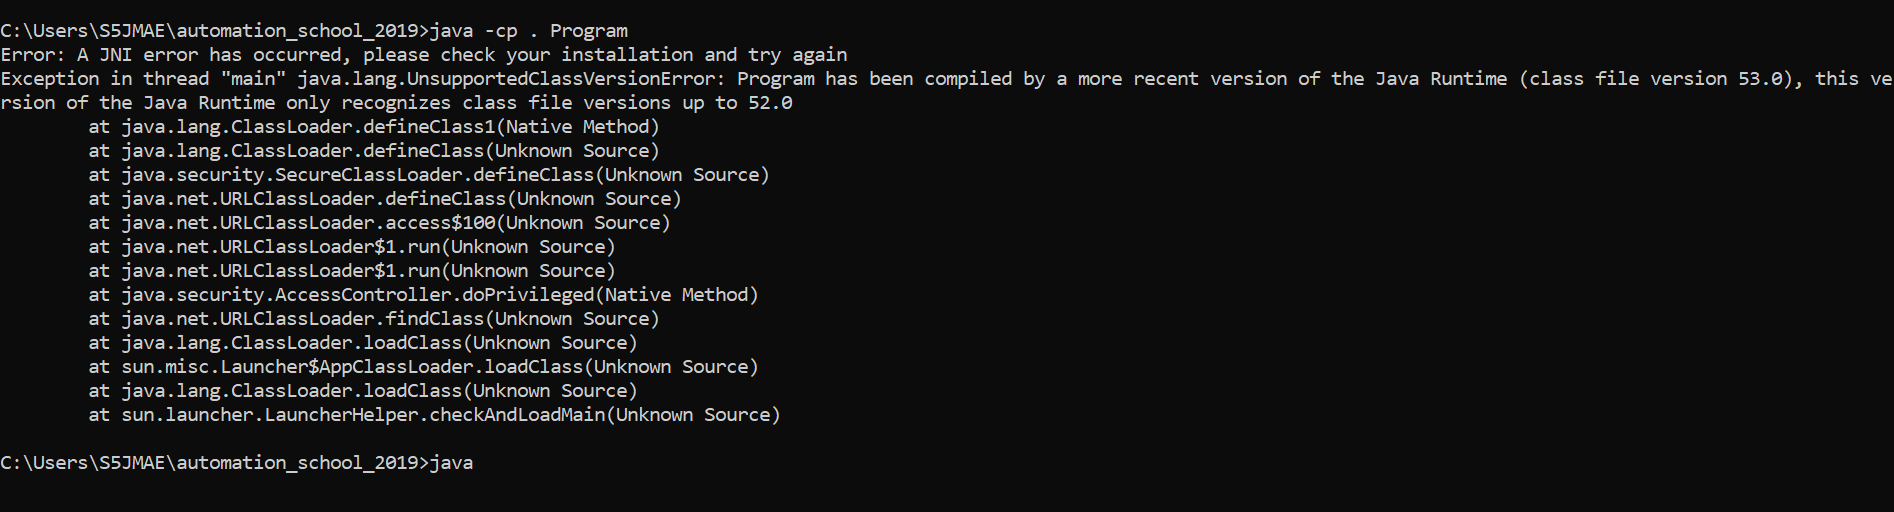 C:\Users\S5JMAE\automation_school_2019>java -cp . Program
Error: A JNI error has occurred, please check your installation and try again
Exception in thread "main" java.lang.UnsupportedClassVersionError: Program has been compiled by a more recent version of the Java Runtime (class file version 53.0), this ve
rsion of the Java Runtime only recognizes class file versions up to 52.0
        at java.lang.ClassLoader.defineClass1(Native Method)
        at java.lang.ClassLoader.defineClass(Unknown Source)
        at java.security.SecureClassLoader.defineClass(Unknown Source)
        at java.net.URLClassLoader.defineClass(Unknown Source)
        at java.net.URLClassLoader.access$100(Unknown Source)
        at java.net.URLClassLoader$1.run(Unknown Source)
        at java.net.URLClassLoader$1.run(Unknown Source)
        at java.security.AccessController.doPrivileged(Native Method)
        at java.net.URLClassLoader.findClass(Unknown Source)
        at java.lang.ClassLoader.loadClass(Unknown Source)
        at sun.misc.Launcher$AppClassLoader.loadClass(Unknown Source)
        at java.lang.ClassLoader.loadClass(Unknown Source)
        at sun.launcher.LauncherHelper.checkAndLoadMain(Unknown Source)
C:\Users\S5JMAE\automation_school_2019>java